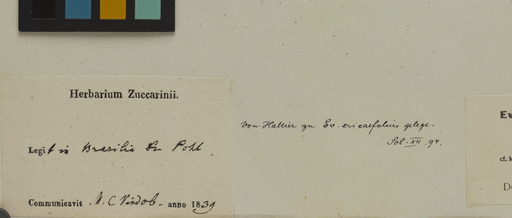 Herbarium Zuccarinii.
Legit in Brasilia Dr Pohl
Communicavit M. C. Vindob. anno 1839
Von Hallier zu Ev. ericaefolius gelegt.
Sol. XII. 94.
Ev
cf. M
D